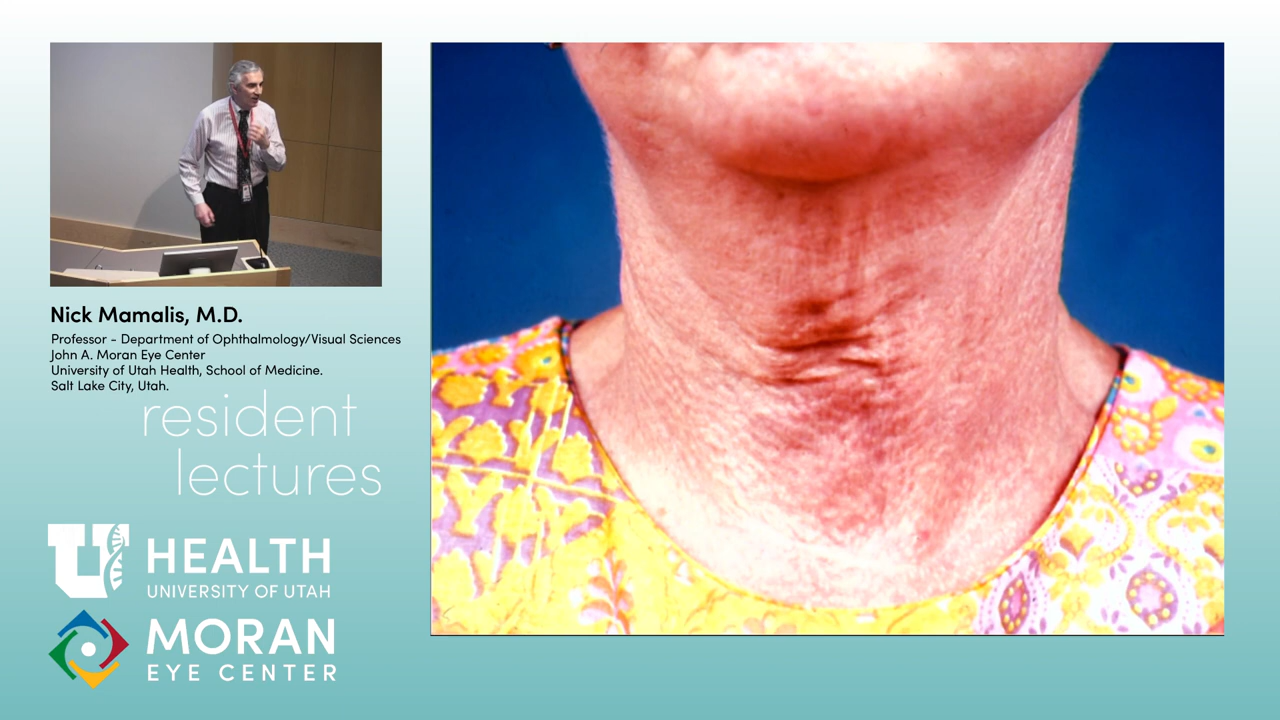 Nick Mamalis, M.D.
Professor - Department of Ophthalmology/Visual Sciences
John A. Moran Eye Center
University of Utah Health, School of Medicine.
Salt Lake City, Utah.
resident
lectures
U HEALTH
UNIVERSITY OF UTAH
MORAN
EYE CENTER